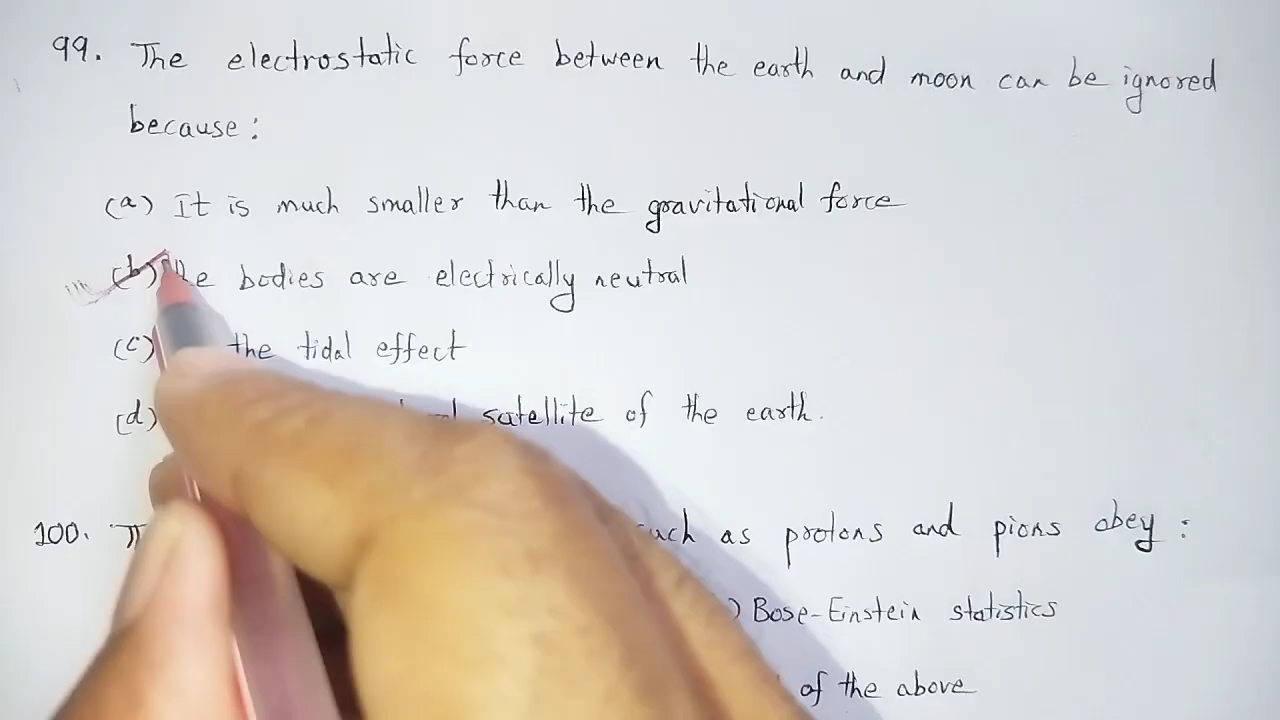 99. The electrostatic force between the earth and moon can be ignored
because:
(a) It is much smaller than the gravitational force
(b) The bodies are electrically neutral
(c) the tidal effect
(d) satellite of the earth.
100. as protons and pions obey:
) Bose-Einstein statistics
of the above